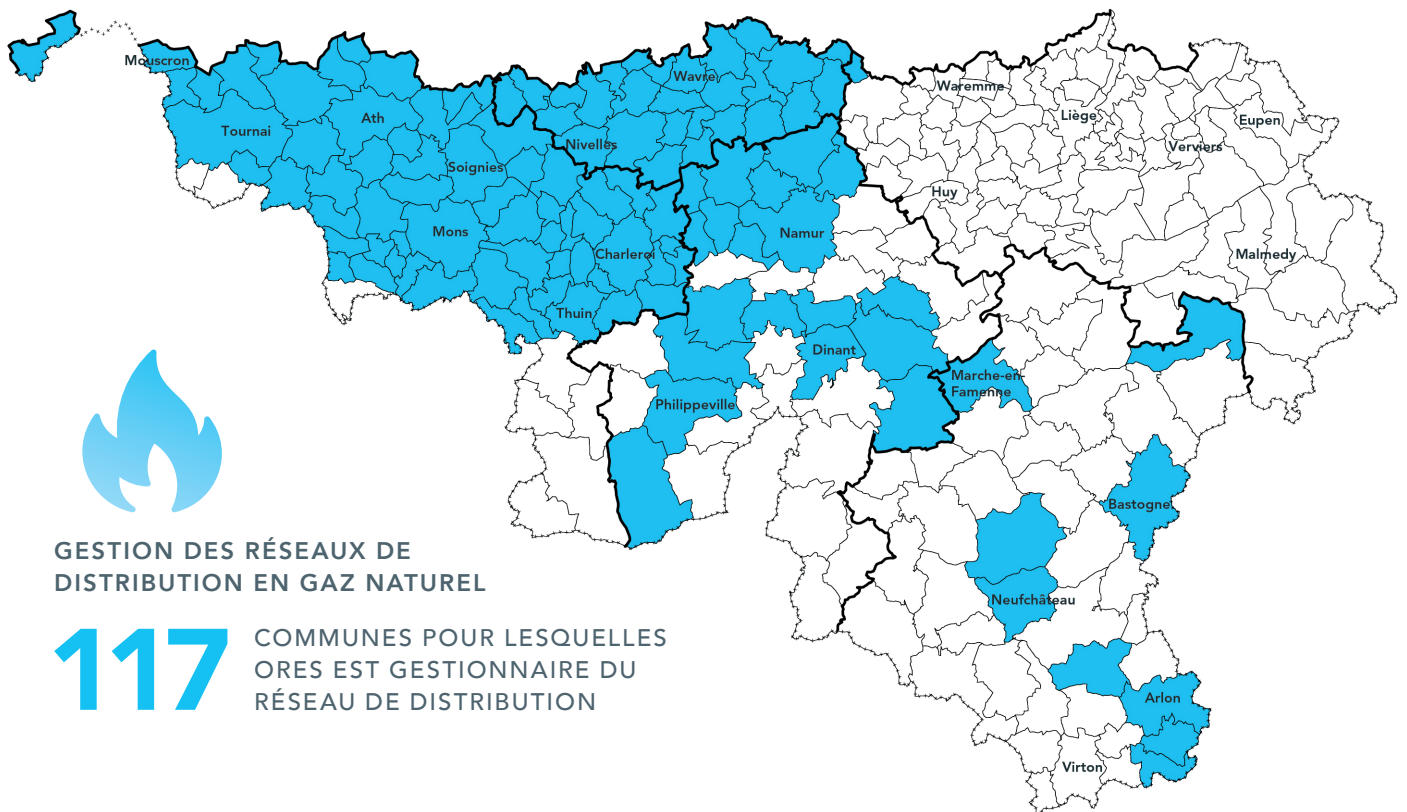 Mouscron
Wavre
Waremme
Ath
Liège
Eupen
Tournai
Nivelles
Verviers
Soignies
Huy
Mons
Namur
Charleroi
Malmedy
Thuin
Dinant
Marche-en-
Famenne
Philippeville
Bastogne
GESTION DES RÉSEAUX DE
DISTRIBUTION EN GAZ NATUREL
Neufchâteau
117
COMMUNES POUR LESQUELLES
ORES EST GESTIONNAIRE DU
RÉSEAU DE DISTRIBUTION
Arlon
Virton